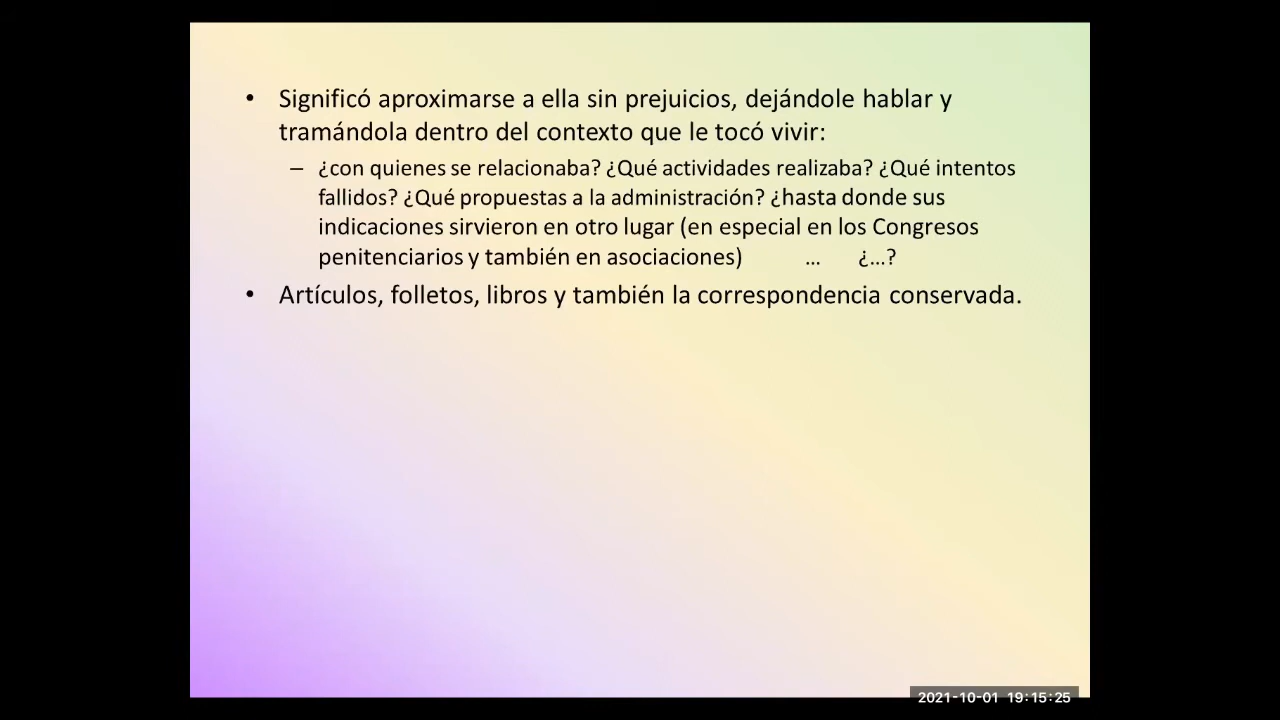 • Significó aproximarse a ella sin prejuicios, dejándole hablar y
tramándola dentro del contexto que le tocó vivir:
– ¿con quienes se relacionaba? ¿Qué actividades realizaba? ¿Qué intentos
fallidos? ¿Qué propuestas a la administración? ¿hasta donde sus
indicaciones sirvieron en otro lugar (en especial en los Congresos
penitenciarios y también en asociaciones) … ¿…?
• Artículos, folletos, libros y también la correspondencia conservada.
2021-10-01 19:15:25